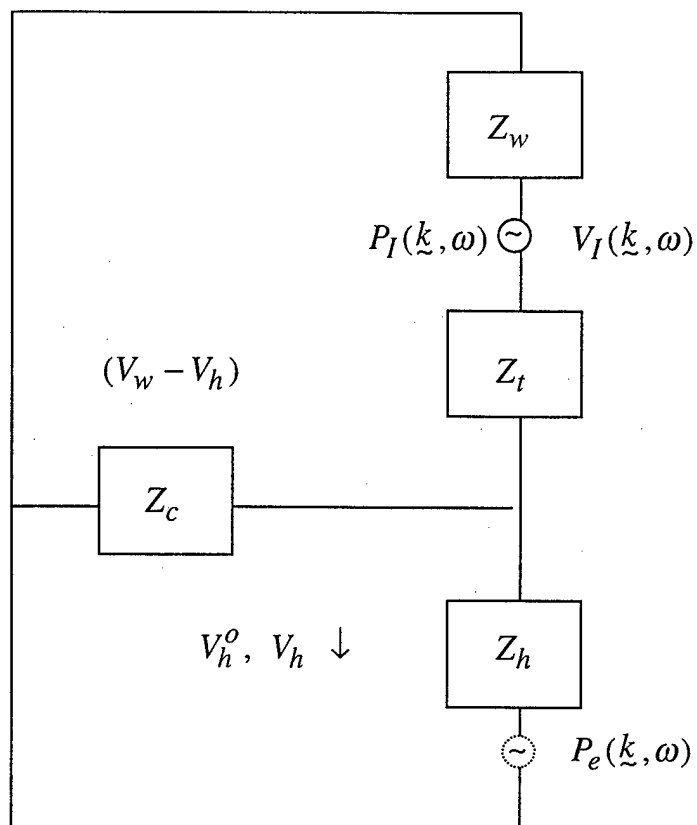 Z_w
P_I(k̰, ω) ~ V_I(k̰, ω)
(V_w − V_h)
Z_t
Z_c
V_h^o, V_h ↓
Z_h
~ P_e(k̰, ω)